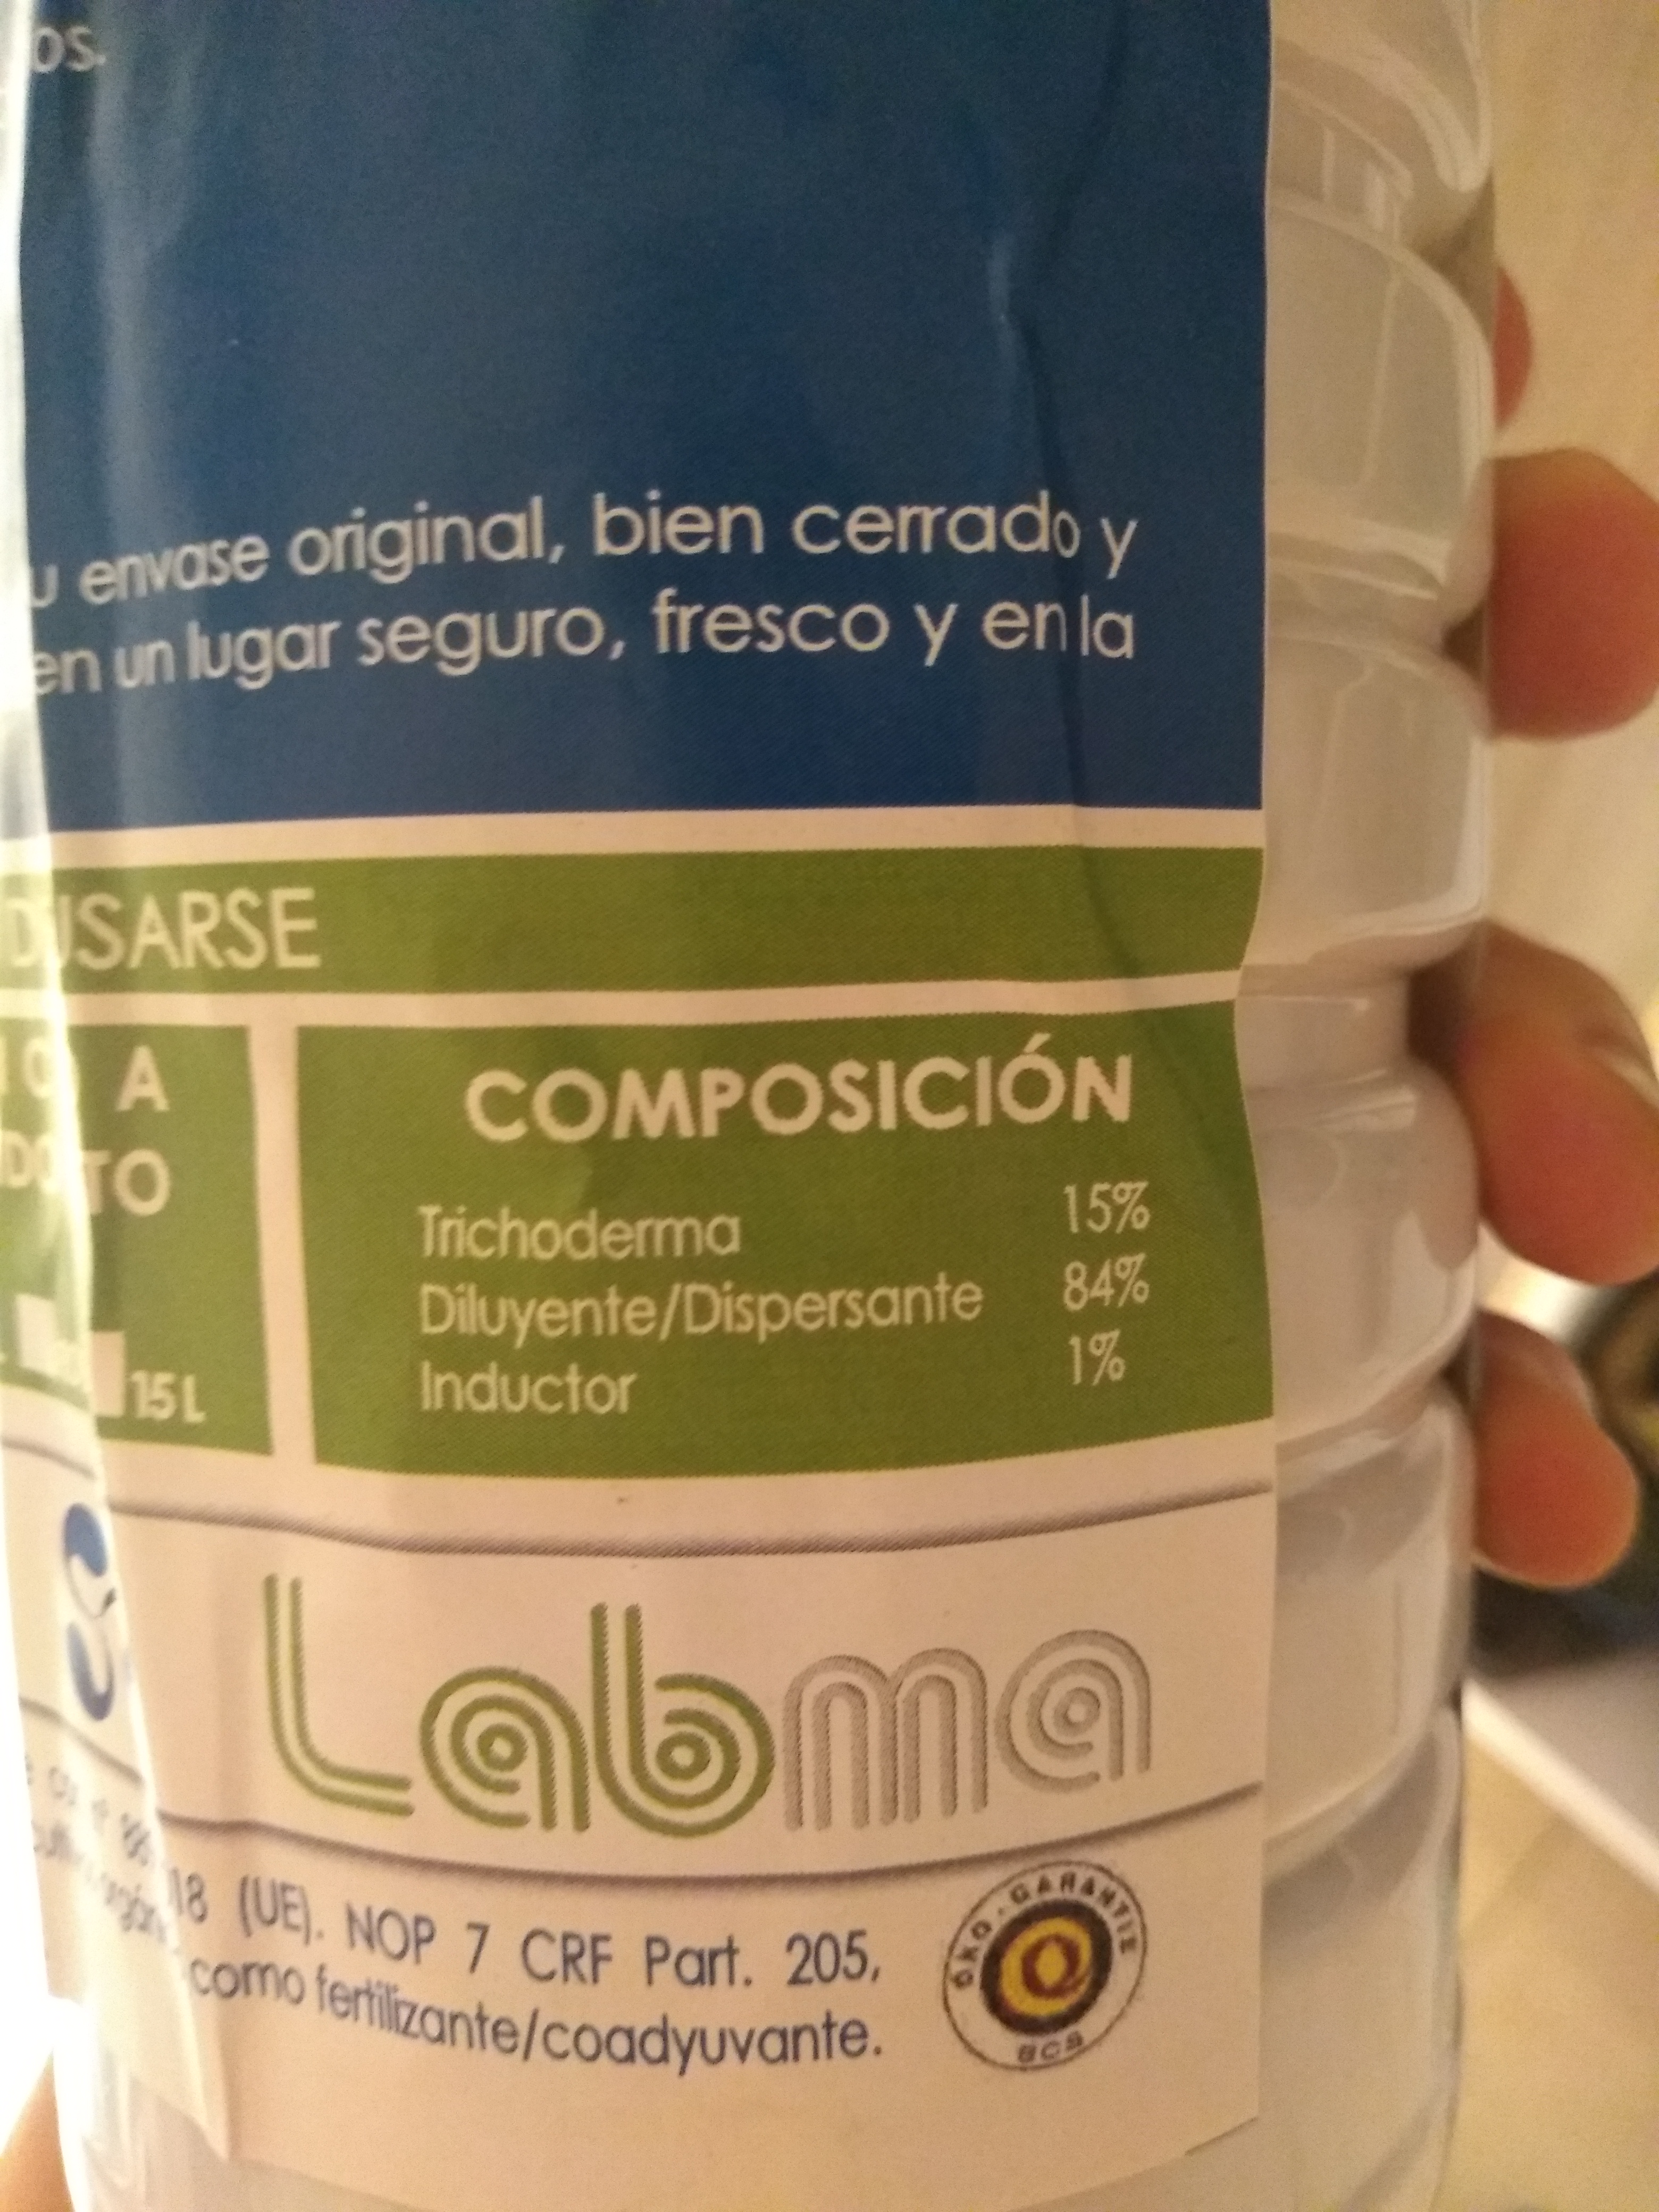 os.
envase original, bien cerrado y
en un lugar seguro, fresco y en la
USARSE
A
TO
15 L
COMPOSICIÓN
Trichoderma 15%
Diluyente/Dispersante 84%
Inductor 1%
Labma
18 (UE). NOP 7 CRF Part. 205,
como fertilizante/coadyuvante.
ÖKO-GARANTIE
BCS